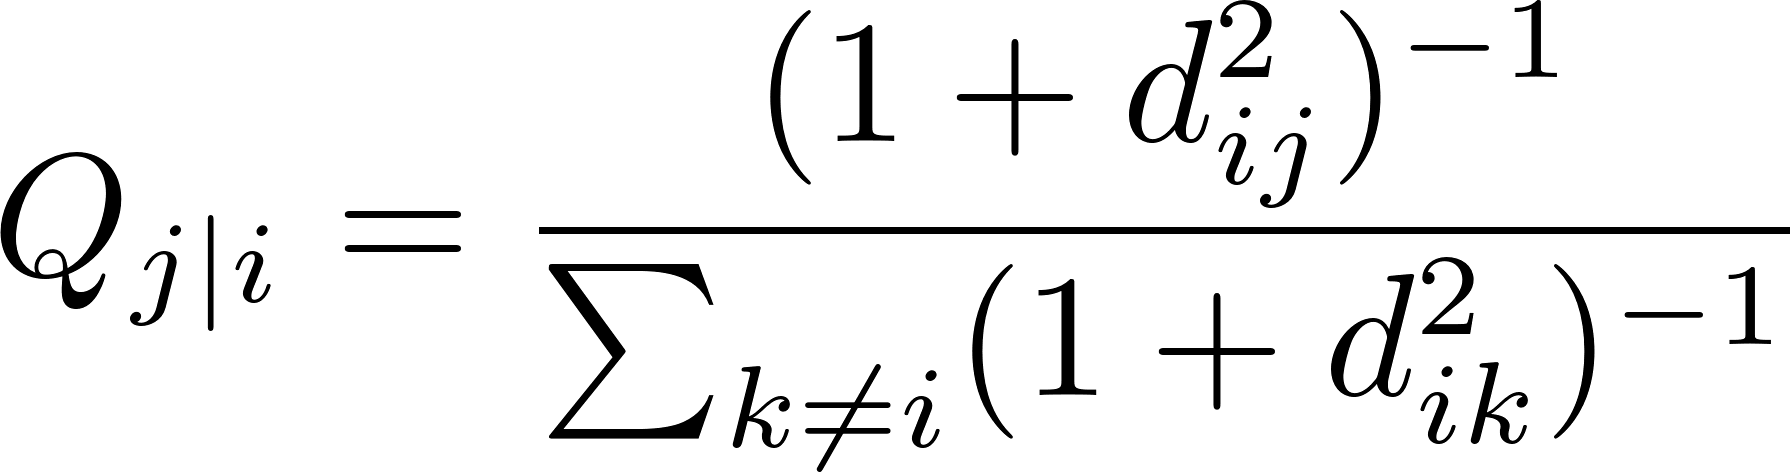 Q_{j|i} = \frac{(1 + d_{ij}^2)^{-1}}{\sum_{k \neq i} (1 + d_{ik}^2)^{-1}}